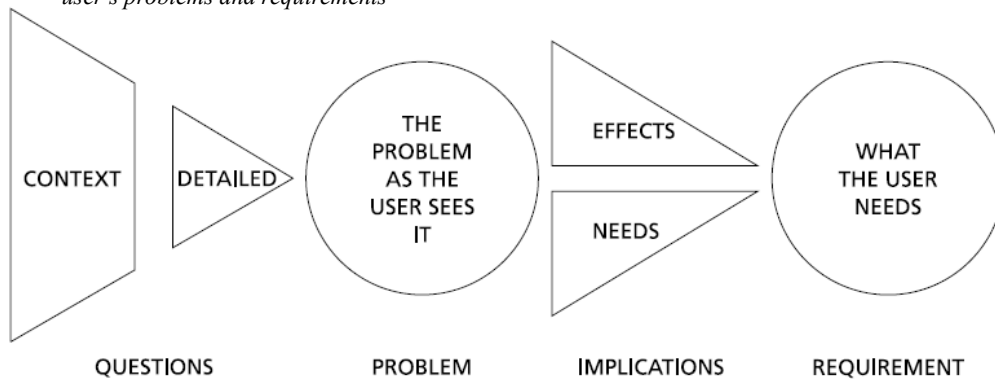 user's problems and requirements
CONTEXT
DETAILED
THE
PROBLEM
AS THE
USER SEES
IT
EFFECTS
NEEDS
WHAT
THE USER
NEEDS
QUESTIONS
PROBLEM
IMPLICATIONS
REQUIREMENT